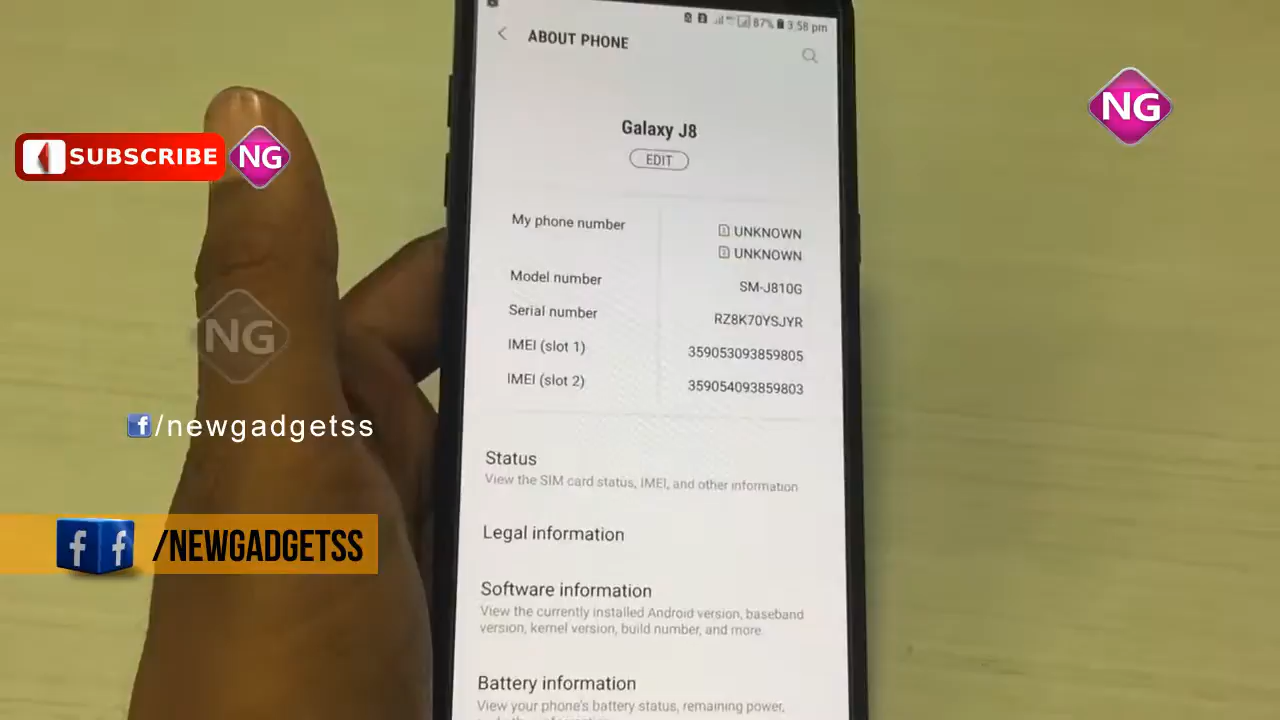 87% 3:58 pm
ABOUT PHONE
Galaxy J8
EDIT
My phone number
UNKNOWN
UNKNOWN
Model number SM-J810G
Serial number RZ8K70YSJYR
IMEI (slot 1) 359053093859805
IMEI (slot 2) 359054093859803
Status
View the SIM card status, IMEI, and other information
Legal information
Software information
View the currently installed Android version, baseband
version, kernel version, build number, and more.
Battery information
View your phone's battery status, remaining power,
SUBSCRIBE NG
NG
NG
f/newgadgetss
f f /NEWGADGETSS